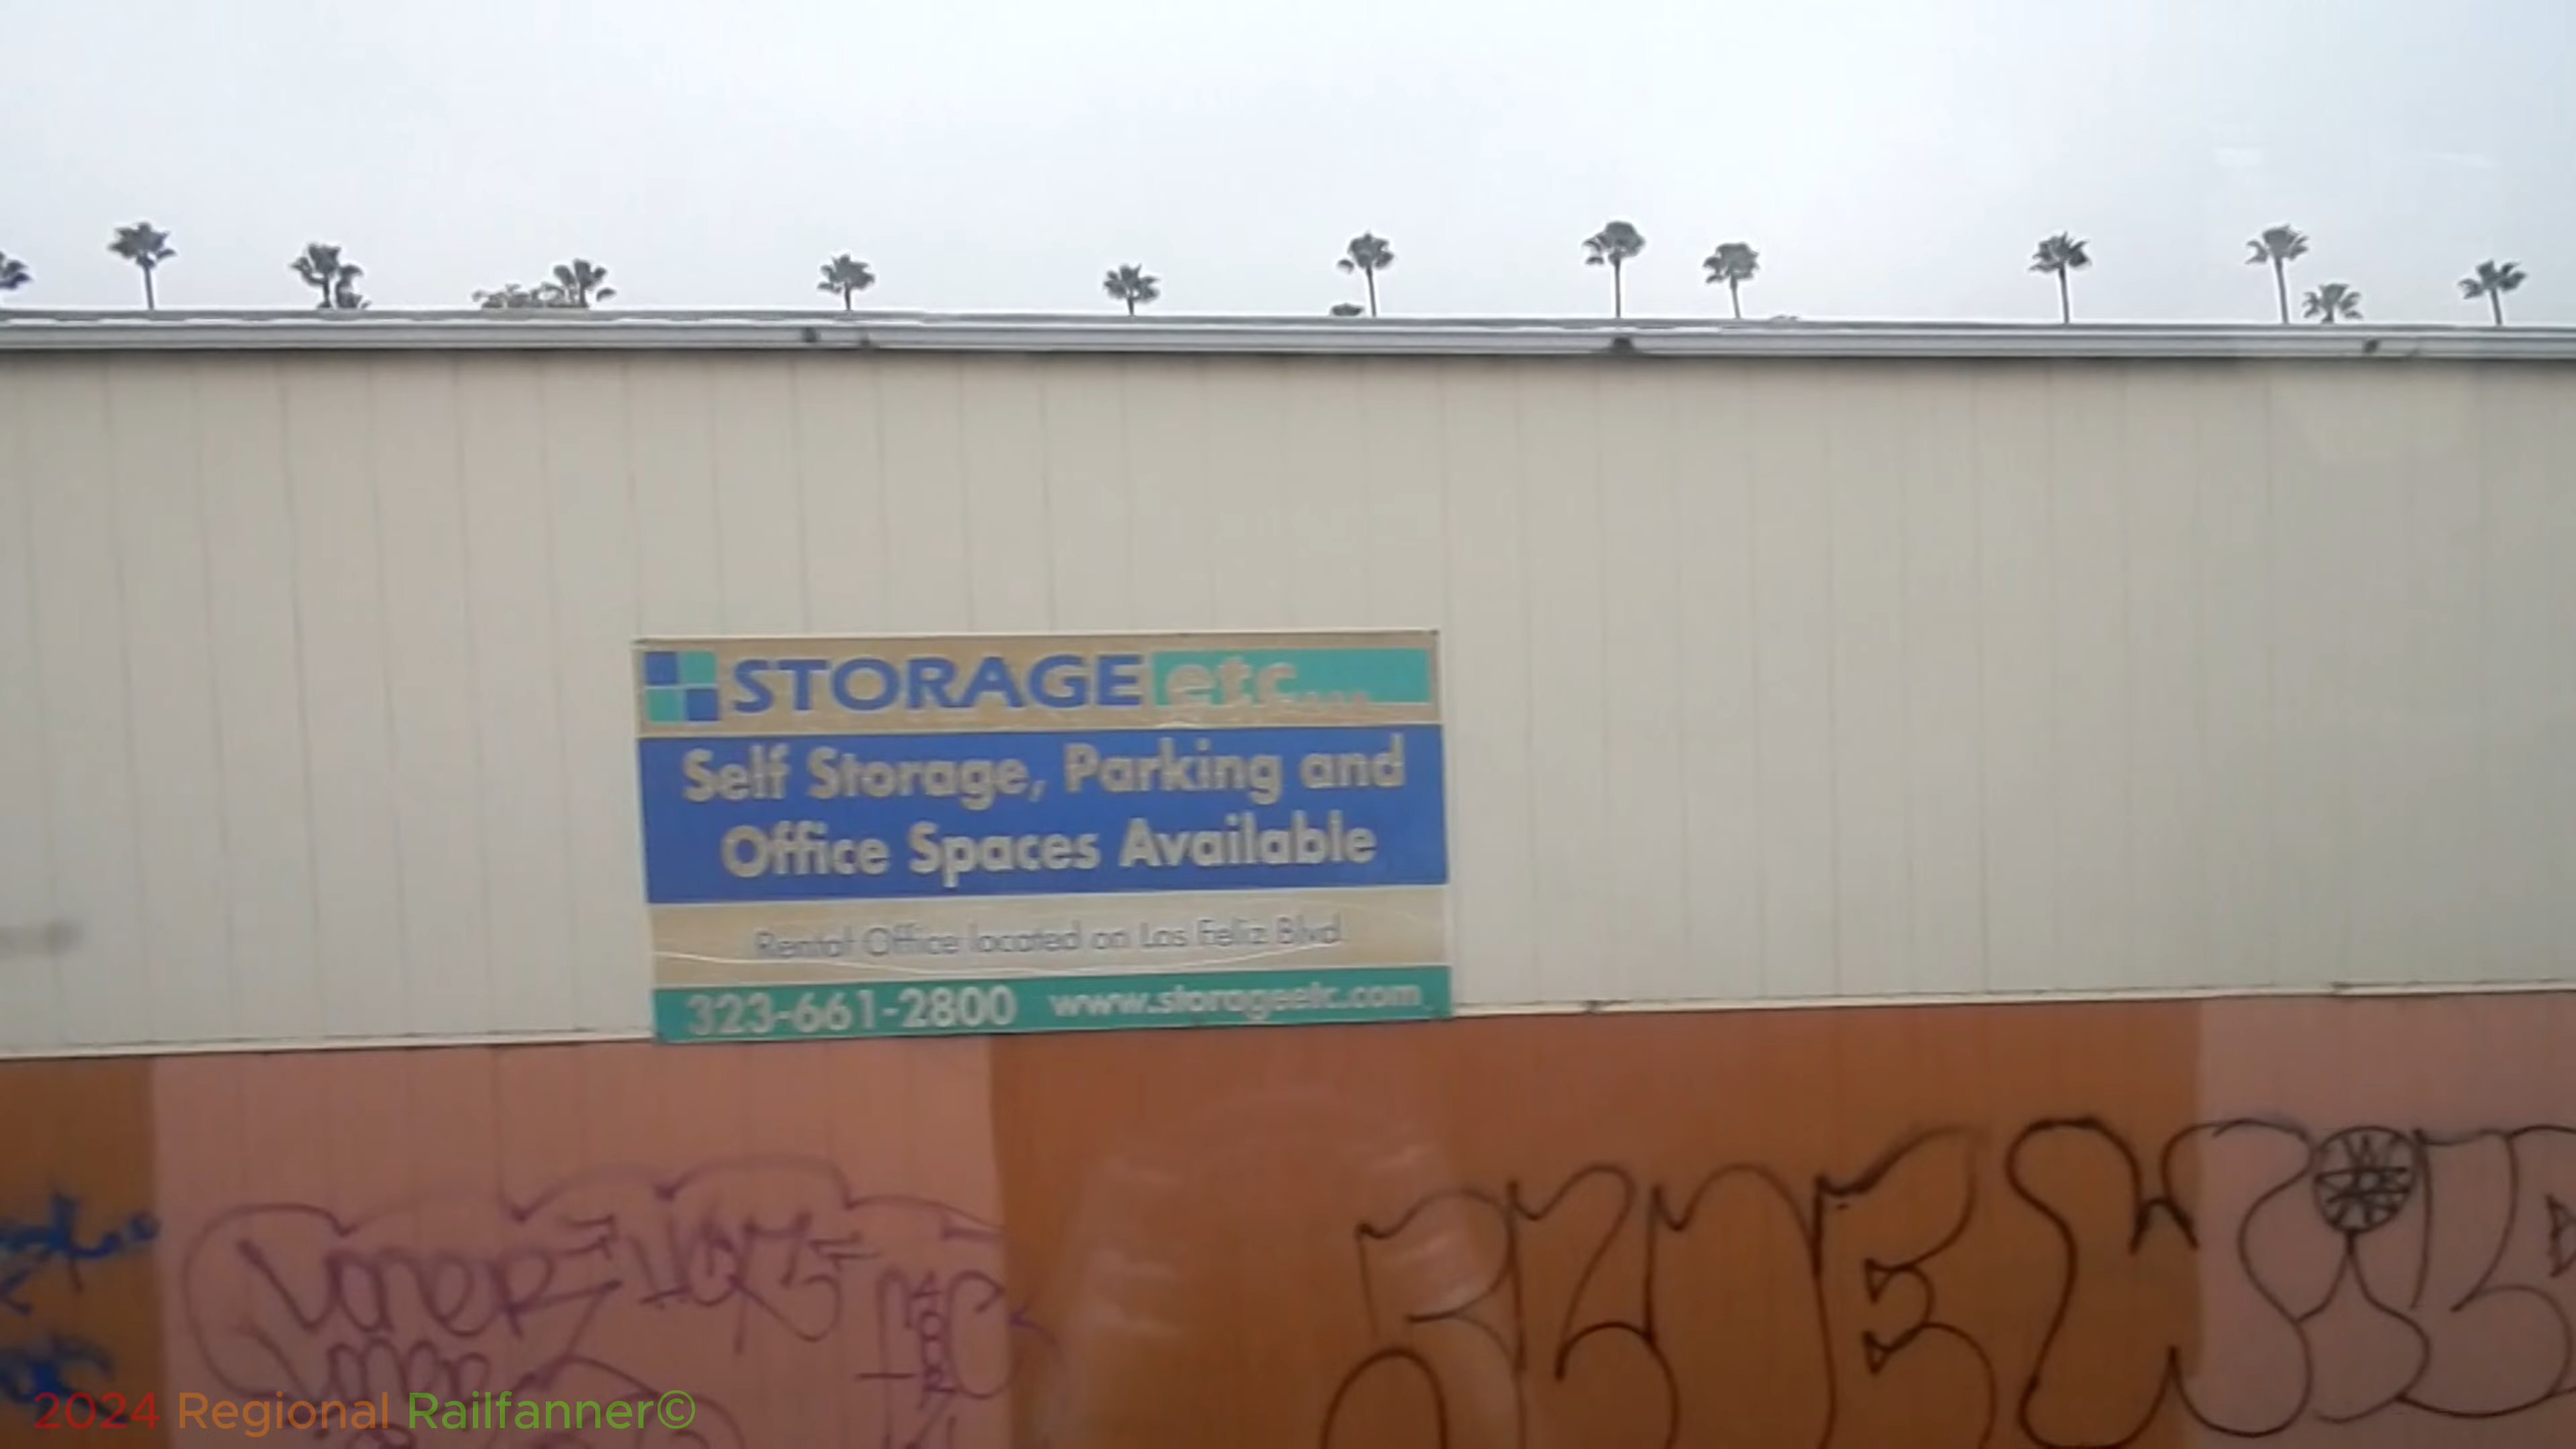 STORAGE etc....
Self Storage, Parking and
Office Spaces Available
Rental Office located on Los Feliz Blvd.
323-661-2800 www.storageetc.com
2024 Regional Railfanner©